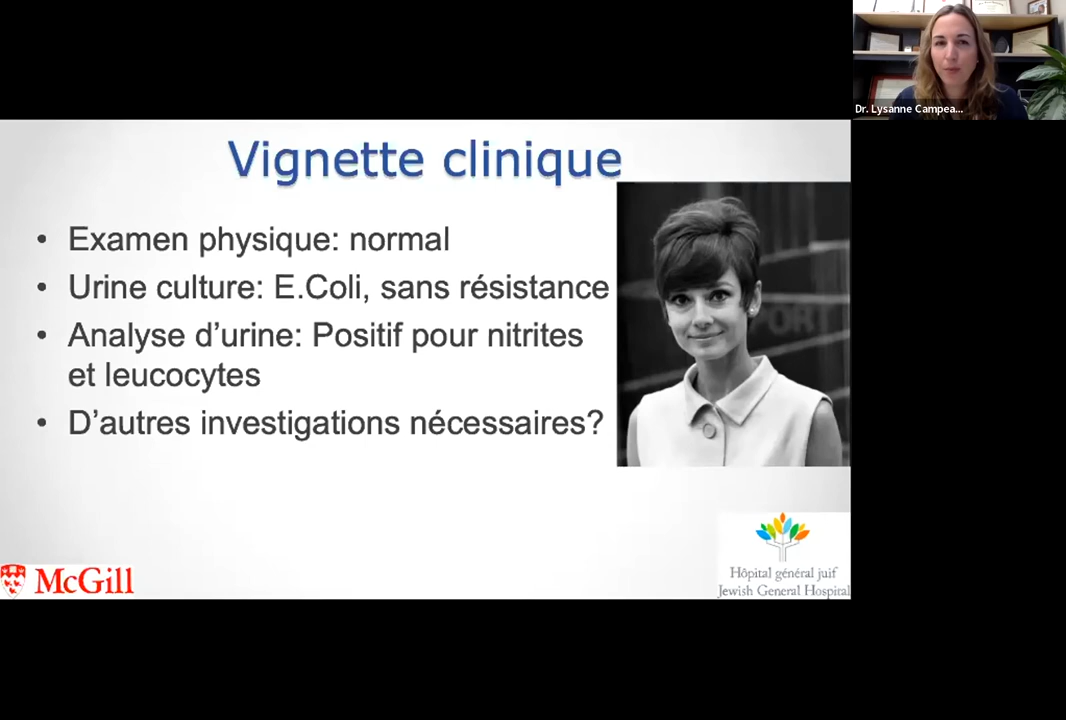 Dr. Lysanne Campea...
Vignette clinique
• Examen physique: normal
• Urine culture: E.Coli, sans résistance
• Analyse d’urine: Positif pour nitrites
et leucocytes
• D’autres investigations nécessaires?
PORT
McGill
Hôpital général juif
Jewish General Hospital